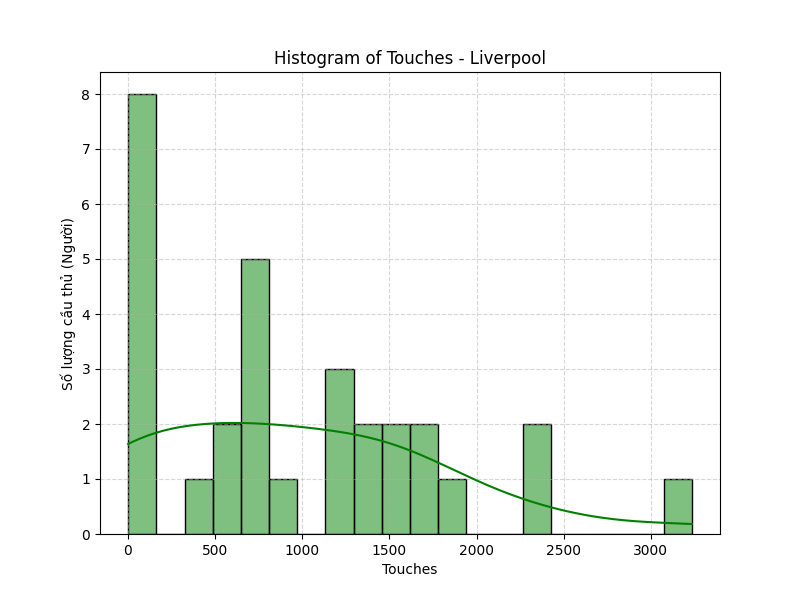 Histogram of Touches - Liverpool
Số lượng cầu thủ (Người)
8
7
6
5
4
3
2
1
0
0 500 1000 1500 2000 2500 3000
Touches